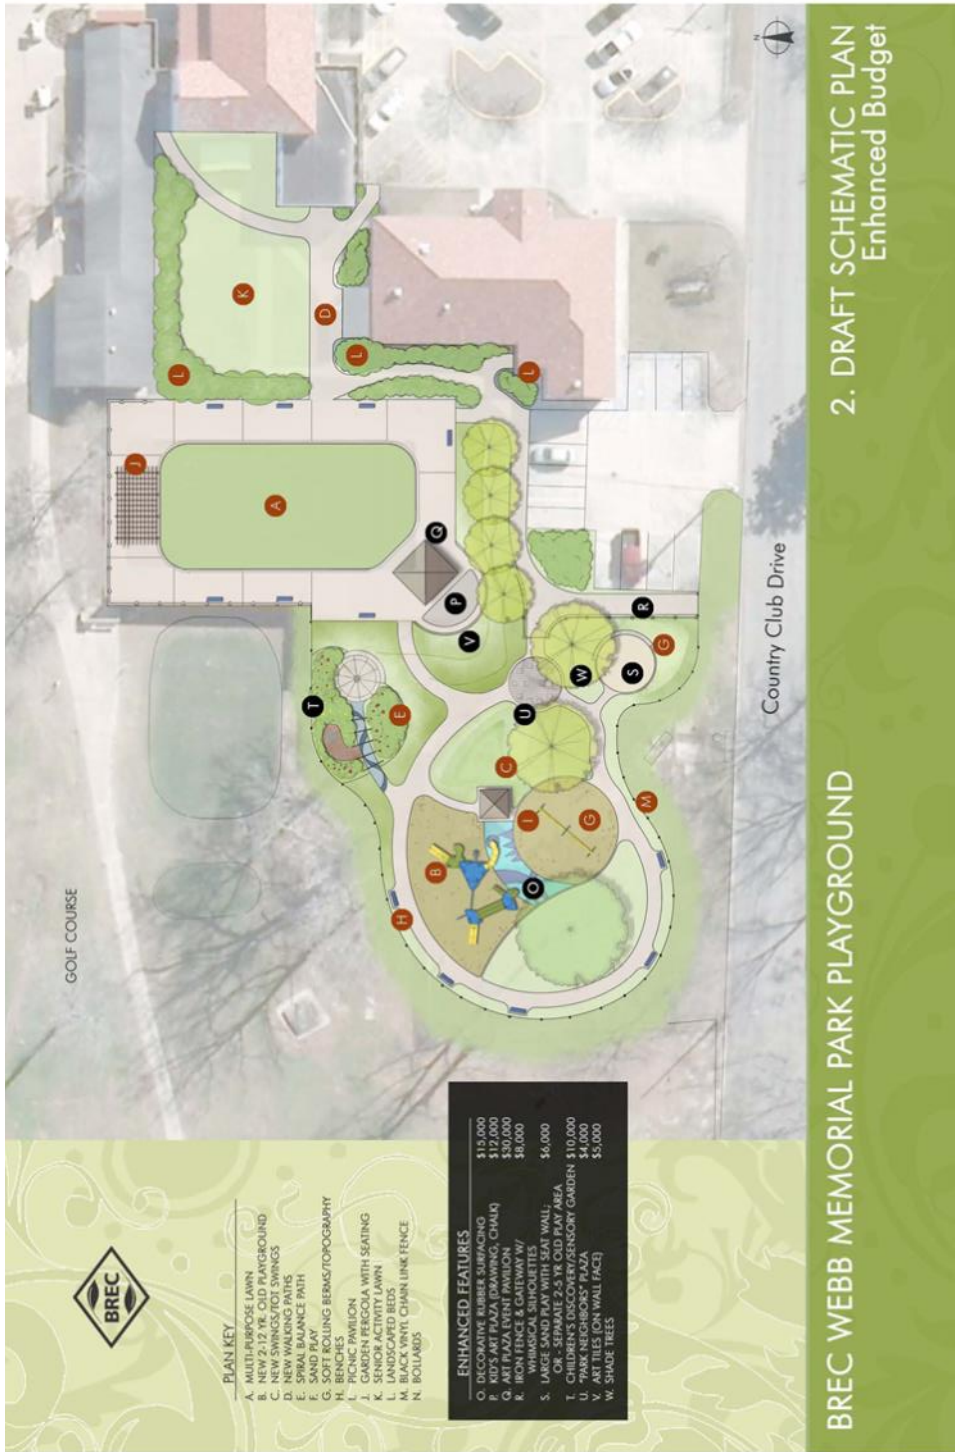 BREC
PLAN KEY
A. MULTI-PURPOSE LAWN
B. NEW 2-12 YR. OLD PLAYGROUND
C. NEW SWINGS/TOT SWINGS
D. NEW WALKING PATHS
E. SPIRAL BALANCE PATH
F. SAND PLAY
G. SOFT ROLLING BERMS/TOPOGRAPHY
H. BENCHES
I. PICNIC PAVILION
J. GARDEN PERGOLA WITH SEATING
K. SENIOR ACTIVITY LAWN
L. LANDSCAPED BEDS
M. BLACK VINYL CHAIN LINK FENCE
N. BOLLARDS
ENHANCED FEATURES
O. DECORATIVE RUBBER SURFACING $15,000
P. KID'S ART PLAZA (DRAWING, CHALK) $12,000
Q. ART PLAZA EVENT PAVILION $30,000
R. IRON FENCE & GATEWAY W/ $8,000
WHIMSICAL SILHOUETTES
S. LARGE SAND PLAY WITH SEAT WALL; $6,000
OR - SEPARATE 2-5 YR OLD PLAY AREA
T. CHILDREN'S DISCOVERY/SENSORY GARDEN $10,000
U. "PARK NEIGHBORS" PLAZA $4,000
V. ART TILES (ON WALL FACE) $5,000
W. SHADE TREES
GOLF COURSE
N
J
L
K
A
D
L
L
Q
P
V
R
T
E
U
W
S
G
C
I
G
M
B
O
H
Country Club Drive
BREC WEBB MEMORIAL PARK PLAYGROUND
2. DRAFT SCHEMATIC PLAN
Enhanced Budget